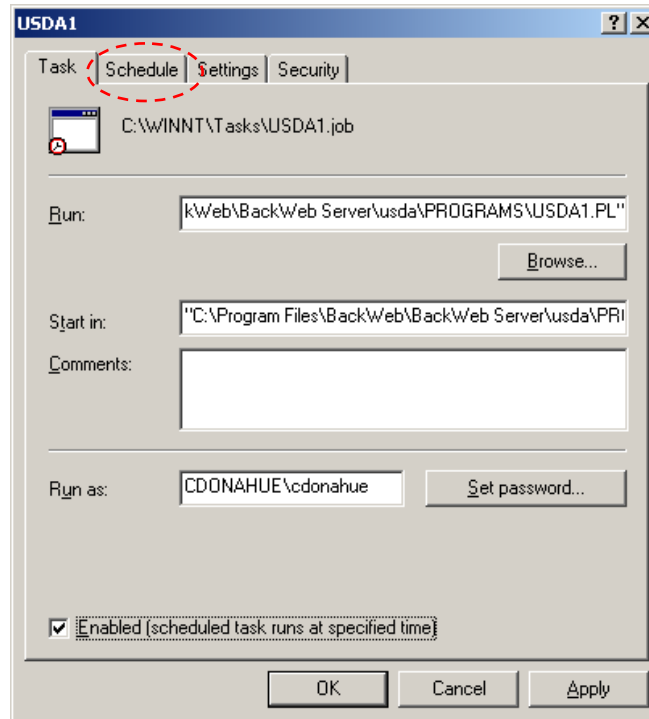 USDA1
Task Schedule Settings Security
C:\WINNT\Tasks\USDA1.job
Run: kWeb\BackWeb Server\usda\PROGRAMS\USDA1.PL"
Browse...
Start in: "C:\Program Files\BackWeb\BackWeb Server\usda\PR
Comments:
Run as: CDONAHUE\cdonahue Set password...
Enabled (scheduled task runs at specified time)
OK Cancel Apply